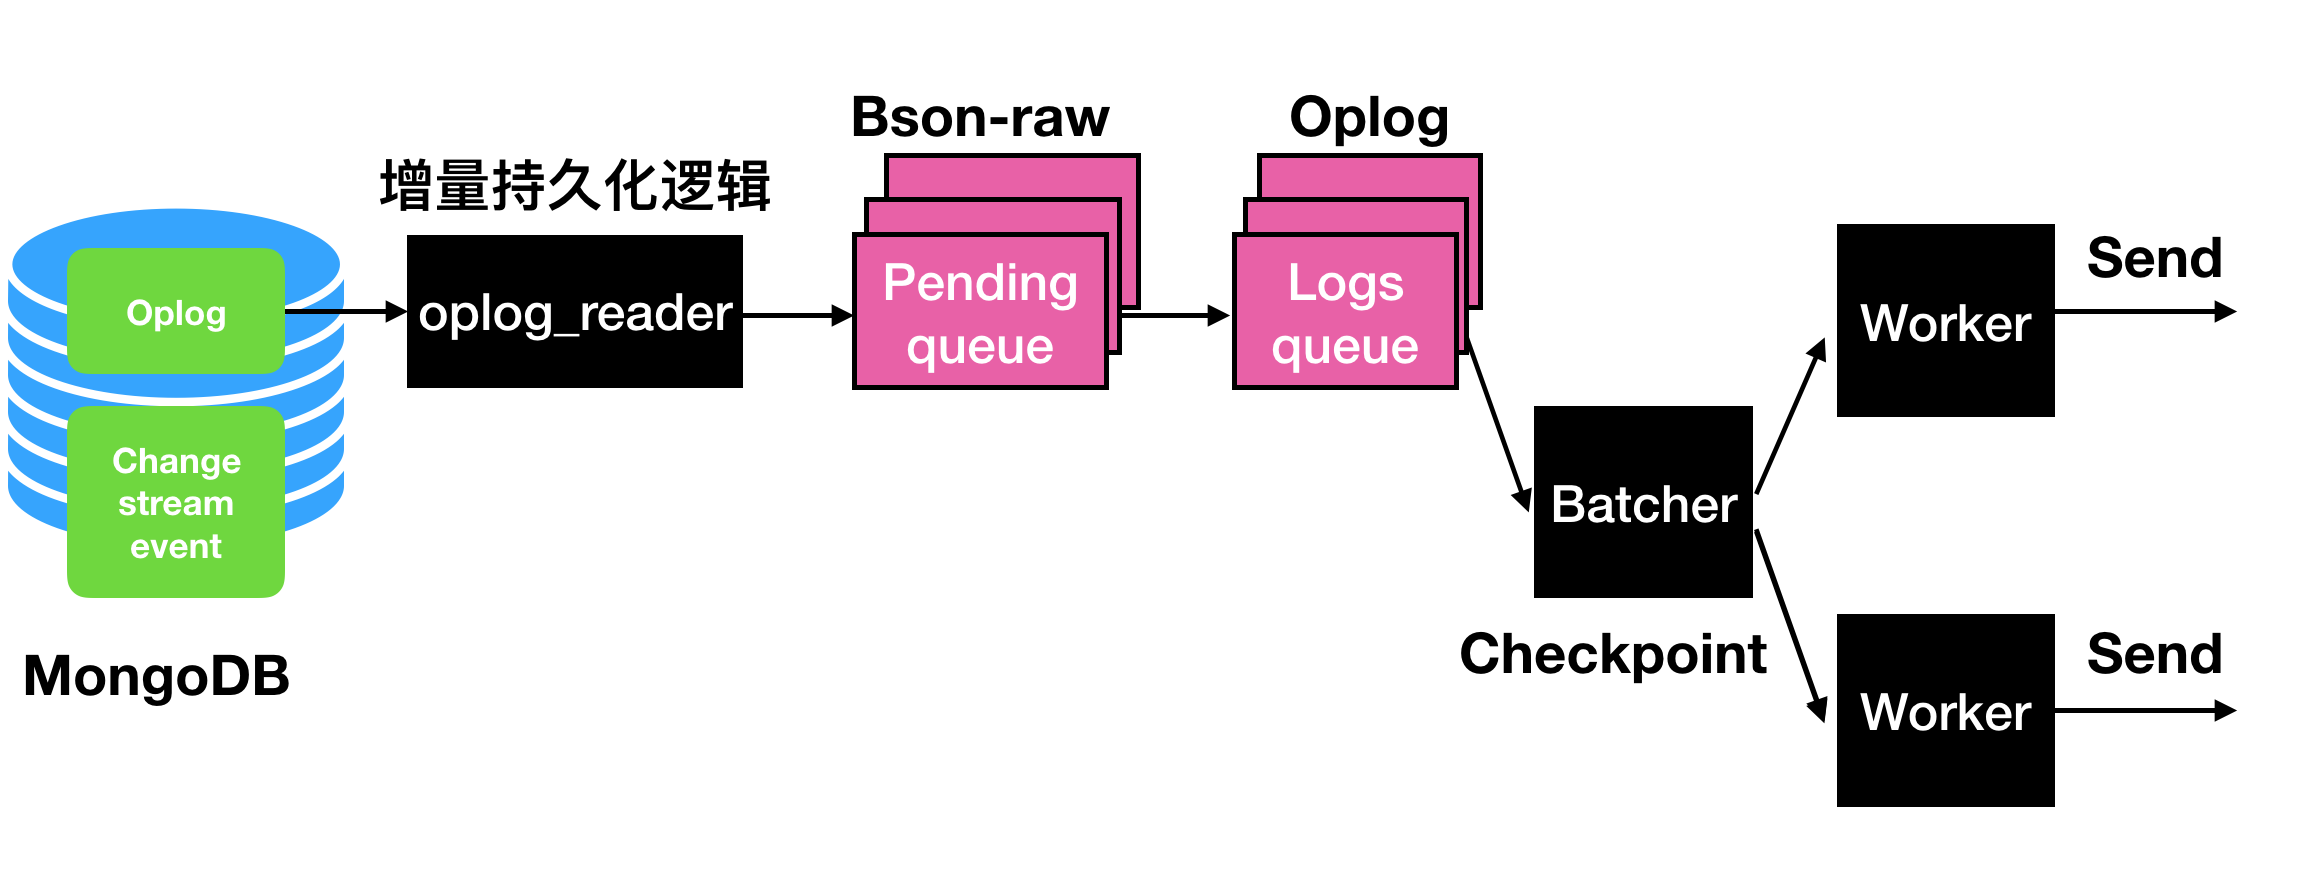 Bson-raw
Oplog
增量持久化逻辑
Oplog
oplog_reader
Pending
queue
Logs
queue
Change
stream
event
MongoDB
Batcher
Checkpoint
Worker
Send
Worker
Send